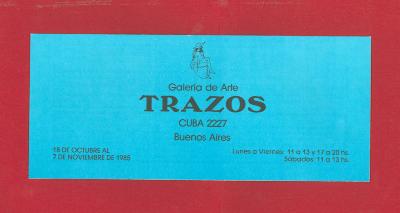 Galería de Arte
TRAZOS
CUBA 2227
Buenos Aires
18 DE OCTUBRE AL
7 DE NOVIEMBRE DE 1985
Lunes a Viernes: 11 a 13 y 17 a 20 hs.
Sábados: 11 a 13 hs.